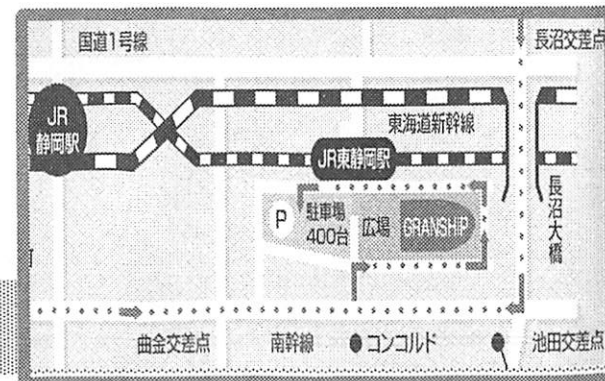 国道1号線
長沼交差点
JR
静岡駅
東海道新幹線
JR東静岡駅
長沼大橋
P
駐車場
400台
広場
GRANSHIP
曲金交差点
南幹線
コンコルド
池田交差点